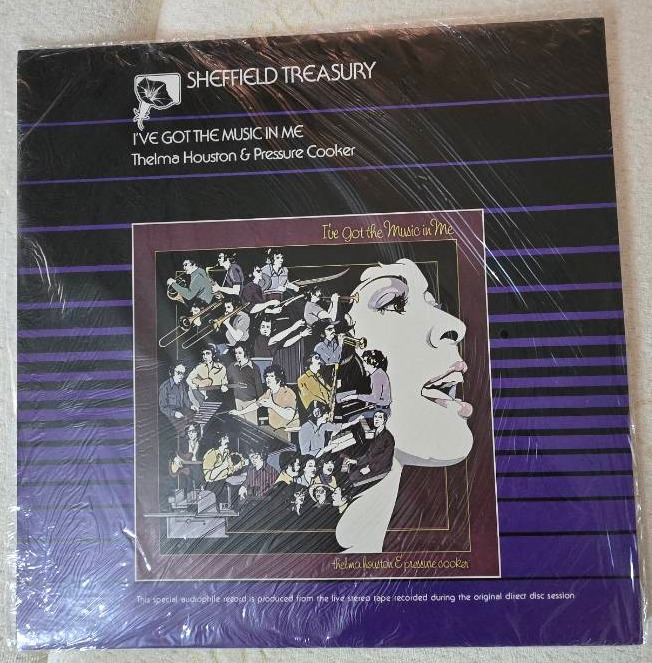 SHEFFIELD TREASURY
I'VE GOT THE MUSIC IN ME
Thelma Houston & Pressure Cooker
I've Got the Music in Me
thelma houston & pressure cooker
This special audiophile record is produced from the live stereo tape recorded during the original direct disc session